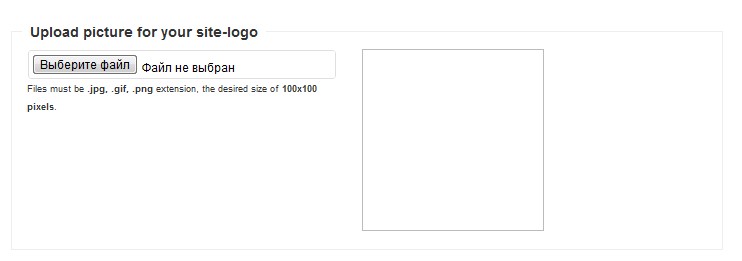 Upload picture for your site-logo
Выберите файл Файл не выбран
Files must be .jpg, .gif, .png extension, the desired size of 100x100
pixels.